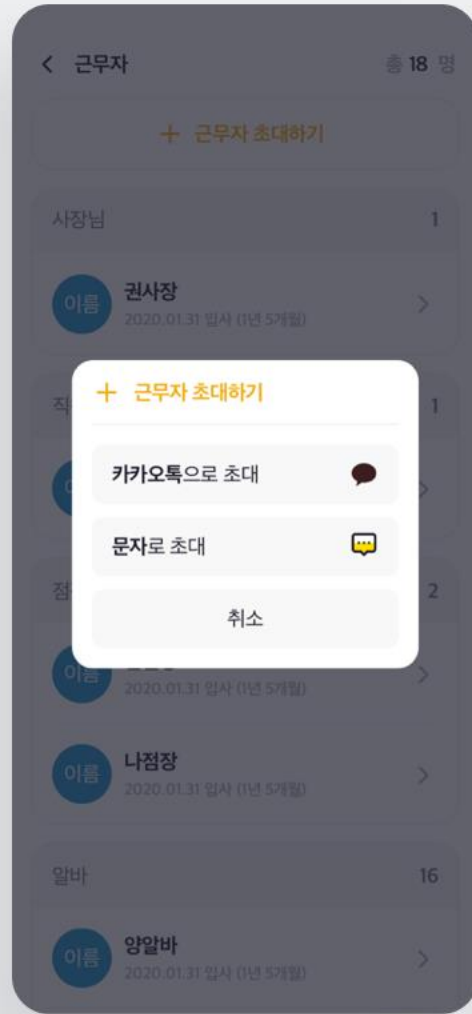 근무자
총 18 명
+ 근무자 초대하기
사장님
1
이름
권사장
2020.01.31 입사 (1년 5개월)
+ 근무자 초대하기
1
카카오톡으로 초대
문자로 초대
취소
2
이름
2020.01.31 입사 (1년 5개월)
이름
나점장
2020.01.31 입사 (1년 5개월)
알바
16
이름
양알바
2020.01.31 입사 (1년 5개월)